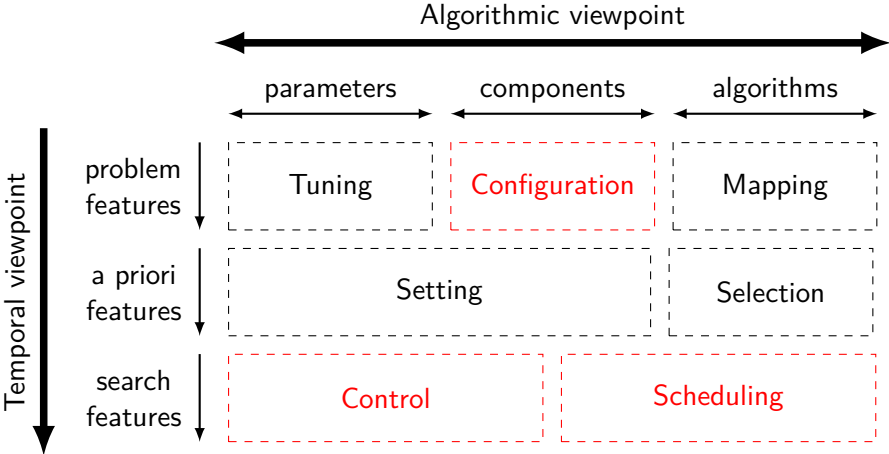 Algorithmic viewpoint
parameters
components
algorithms
Temporal viewpoint
problem
features
Tuning
Configuration
Mapping
a priori
features
Setting
Selection
search
features
Control
Scheduling